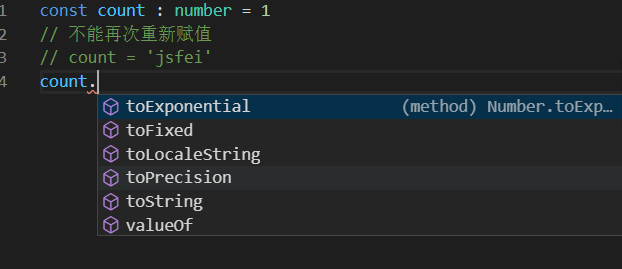 1 const count : number = 1
2 // 不能再次重新赋值
3 // count = 'jsfei'
4 count.
toExponential (method) Number.toExp…
toFixed
toLocaleString
toPrecision
toString
valueOf